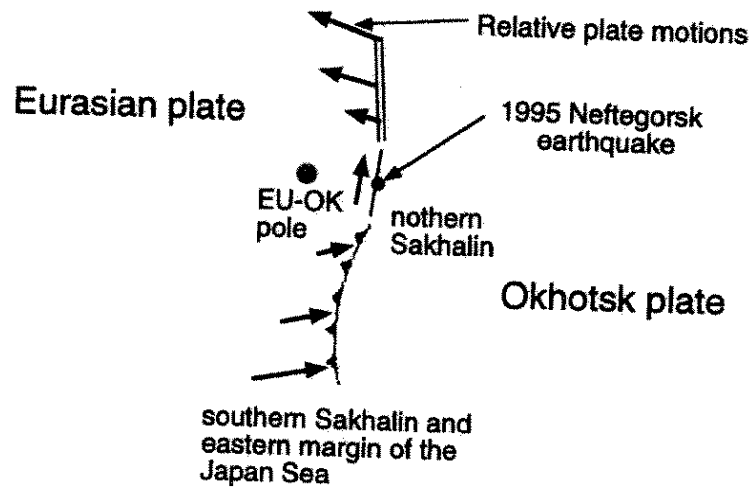 Relative plate motions
Eurasian plate
1995 Neftegorsk
earthquake
EU-OK
pole
nothern
Sakhalin
Okhotsk plate
southern Sakhalin and
eastern margin of the
Japan Sea